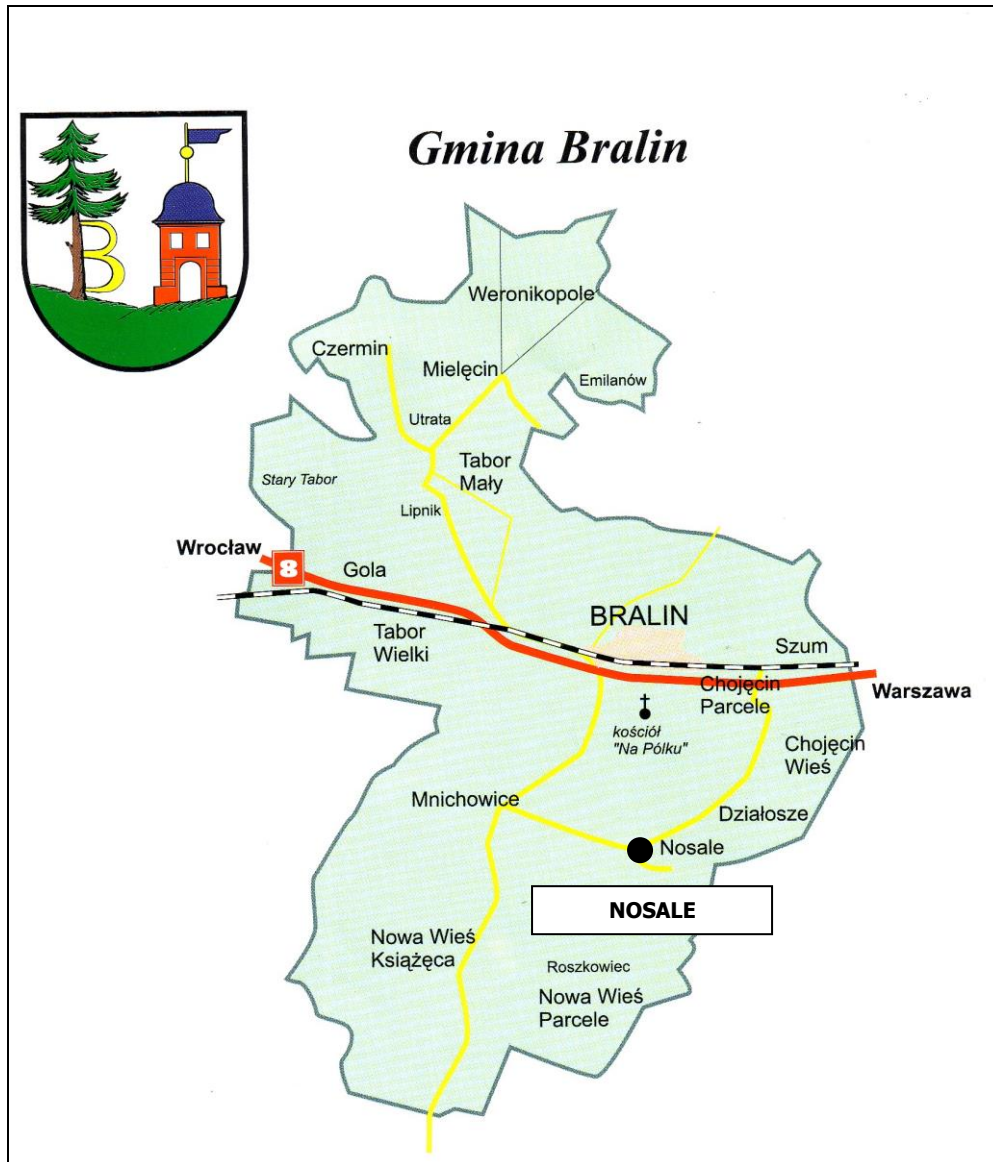 Gmina Bralin
B
Weronikopole
Czermin
Mielęcin
Emilanów
Utrata
Tabor
Mały
Stary Tabor
Lipnik
Wrocław
8
Gola
BRALIN
Tabor
Wielki
Szum
Chojęcin
Parcele
Warszawa
kościół
"Na Pólku"
Chojęcin
Wieś
Mnichowice
Działosze
Nosale
NOSALE
Nowa Wieś
Książęca
Roszkowiec
Nowa Wieś
Parcele